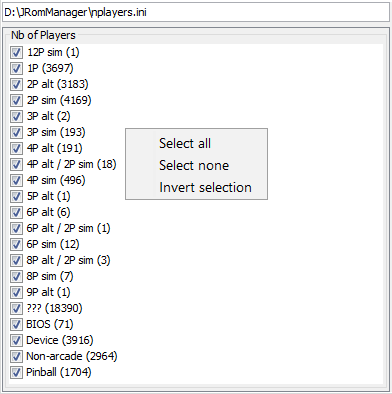 D:\JRomManager\nplayers.ini
Nb of Players
12P sim (1)
1P (3697)
2P alt (3183)
2P sim (4169)
3P alt (2)
3P sim (193)
4P alt (191)
4P alt / 2P sim (18)
4P sim (496)
5P alt (1)
6P alt (6)
6P alt / 2P sim (1)
6P sim (12)
8P alt / 2P sim (3)
8P sim (7)
9P alt (1)
??? (18390)
BIOS (71)
Device (3916)
Non-arcade (2964)
Pinball (1704)
Select all
Select none
Invert selection